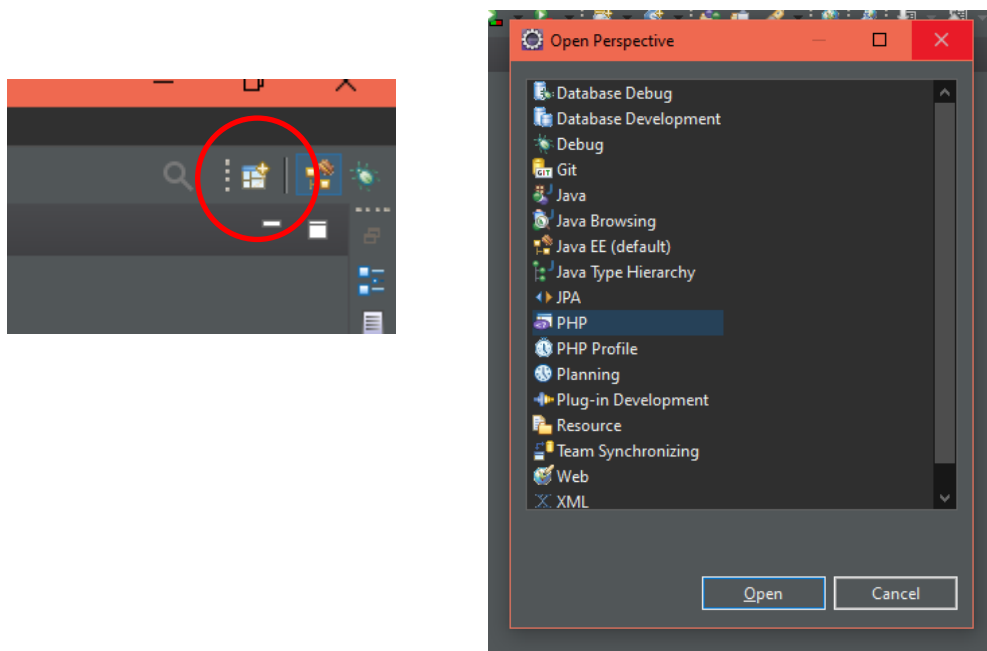 Open Perspective
Database Debug
Database Development
Debug
GIT Git
Java
Java Browsing
Java EE (default)
Java Type Hierarchy
JPA
PHP
PHP Profile
Planning
Plug-in Development
Resource
Team Synchronizing
Web
XML
Open Cancel